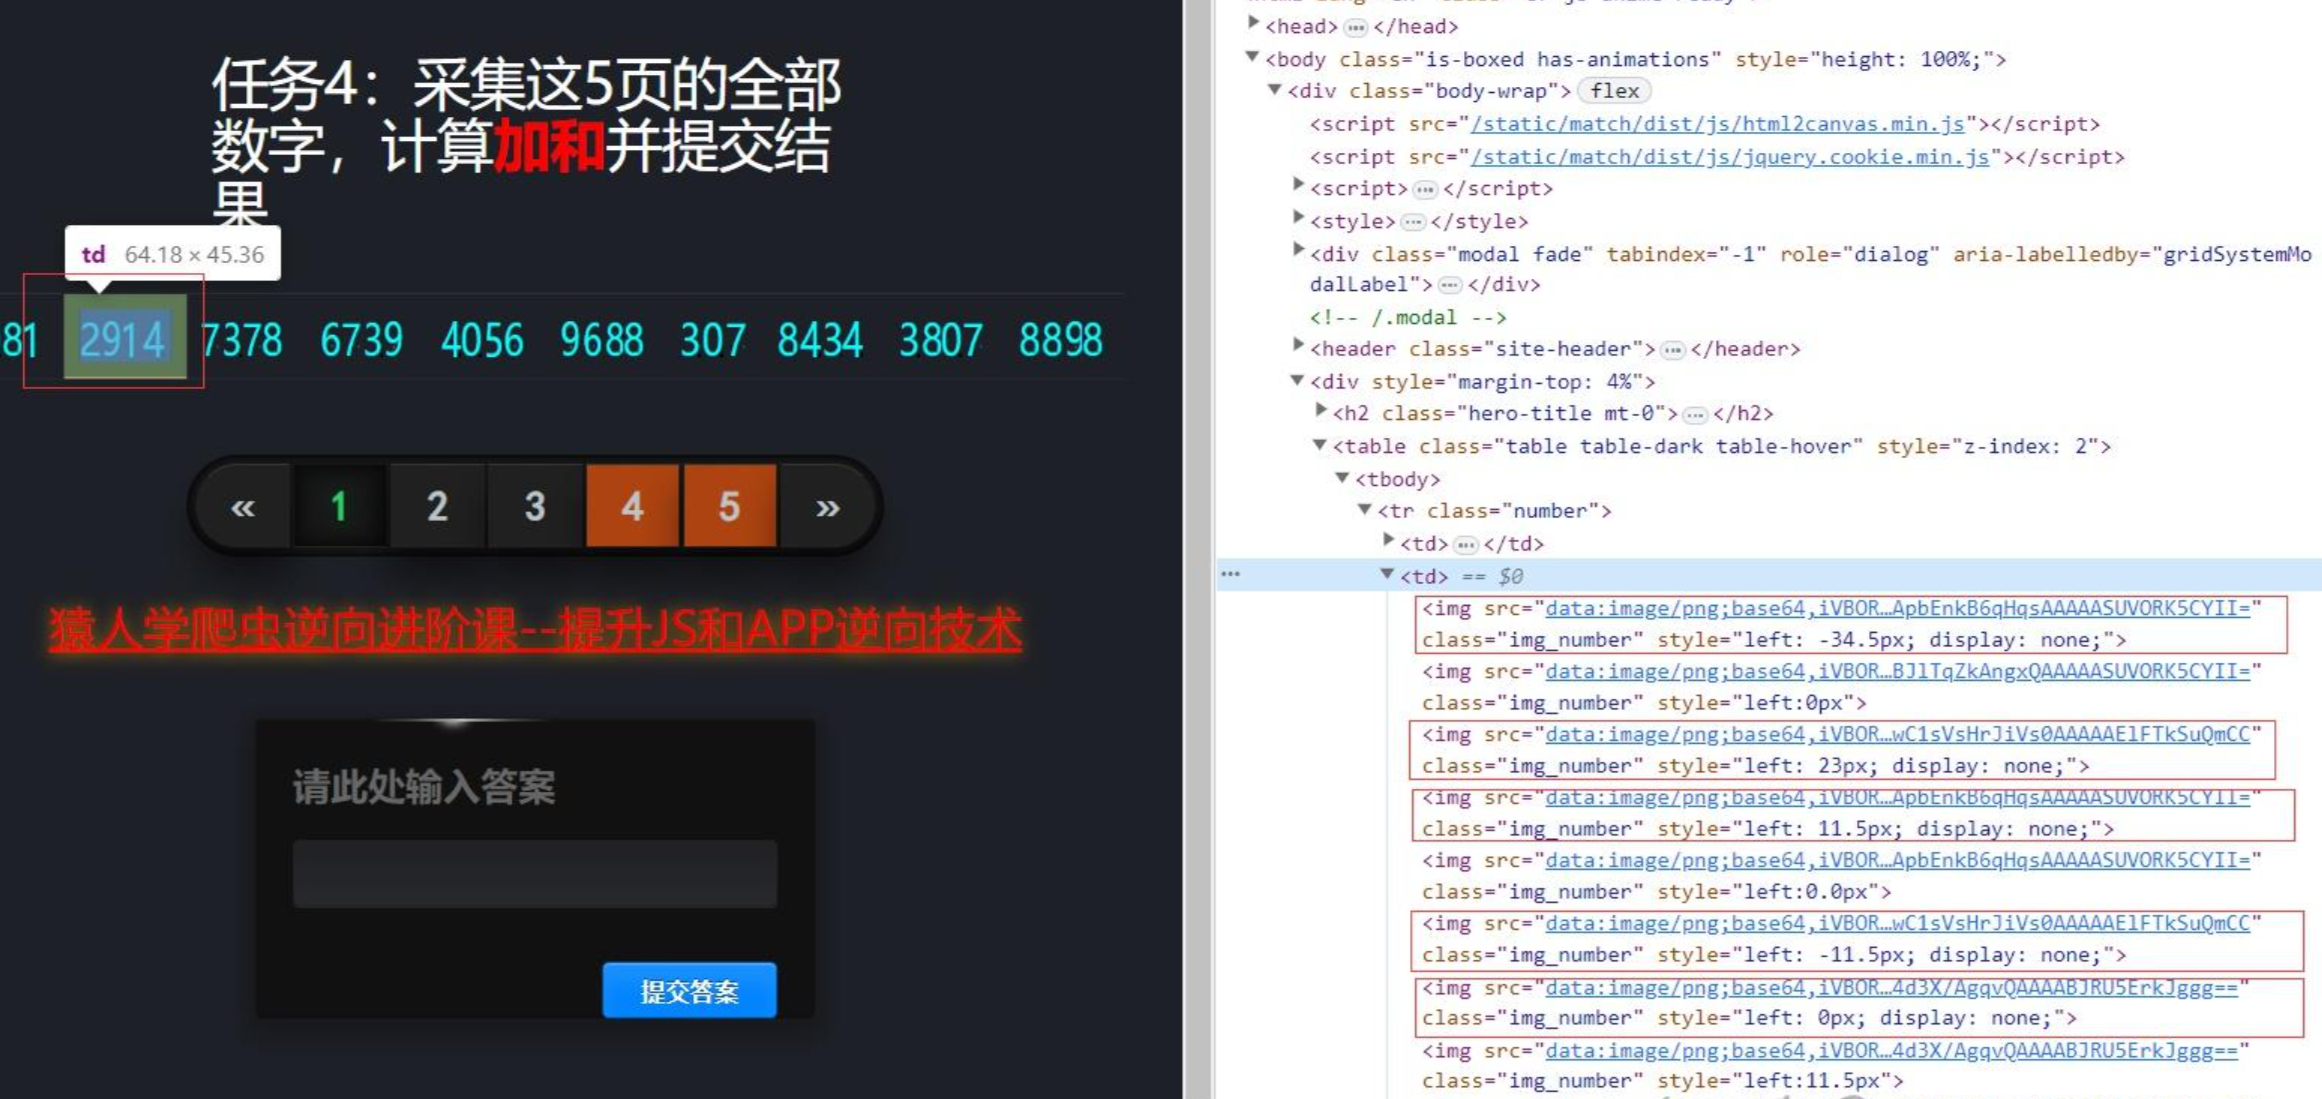 任务4：采集这5页的全部
数字，计算加和并提交结
果
td 64.18 × 45.36
81 2914 7378 6739 4056 9688 307 8434 3807 8898
« 1 2 3 4 5 »
猿人学爬虫逆向进阶课--提升JS和APP逆向技术
请此处输入答案
提交答案
<head> ⋯ </head>
<body class="is-boxed has-animations" style="height: 100%;">
<div class="body-wrap"> flex
<script src="/static/match/dist/js/html2canvas.min.js"></script>
<script src="/static/match/dist/js/jquery.cookie.min.js"></script>
<script> ⋯ </script>
<style> ⋯ </style>
<div class="modal fade" tabindex="-1" role="dialog" aria-labelledby="gridSystemMo
dalLabel"> ⋯ </div>
<!-- /.modal -->
<header class="site-header"> ⋯ </header>
<div style="margin-top: 4%">
<h2 class="hero-title mt-0"> ⋯ </h2>
<table class="table table-dark table-hover" style="z-index: 2">
<tbody>
<tr class="number">
<td> ⋯ </td>
⋯ <td> == $0
<img src="data:image/png;base64,iVBOR…ApbEnkB6qHqsAAAAASUVORK5CYII="
class="img_number" style="left: -34.5px; display: none;">
<img src="data:image/png;base64,iVBOR…BJlTqZkAngxQAAAAASUVORK5CYII="
class="img_number" style="left:0px">
<img src="data:image/png;base64,iVBOR…wC1sVsHrJiVs0AAAAAElFTkSuQmCC"
class="img_number" style="left: 23px; display: none;">
<img src="data:image/png;base64,iVBOR…ApbEnkB6qHqsAAAAASUVORK5CYII="
class="img_number" style="left: 11.5px; display: none;">
<img src="data:image/png;base64,iVBOR…ApbEnkB6qHqsAAAAASUVORK5CYII="
class="img_number" style="left:0.0px">
<img src="data:image/png;base64,iVBOR…wC1sVsHrJiVs0AAAAAElFTkSuQmCC"
class="img_number" style="left: -11.5px; display: none;">
<img src="data:image/png;base64,iVBOR…4d3X/AgqvQAAAABJRU5ErkJggg=="
class="img_number" style="left: 0px; display: none;">
<img src="data:image/png;base64,iVBOR…4d3X/AgqvQAAAABJRU5ErkJggg=="
class="img_number" style="left:11.5px">